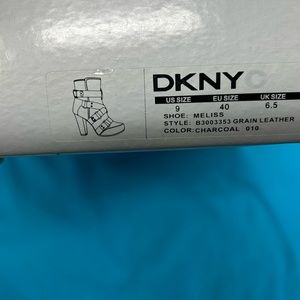 DKNYC
US SIZE EU SIZE UK SIZE
9 40 6.5
SHOE: MELISS
STYLE: B3003353 GRAIN LEATHER
COLOR: CHARCOAL 010